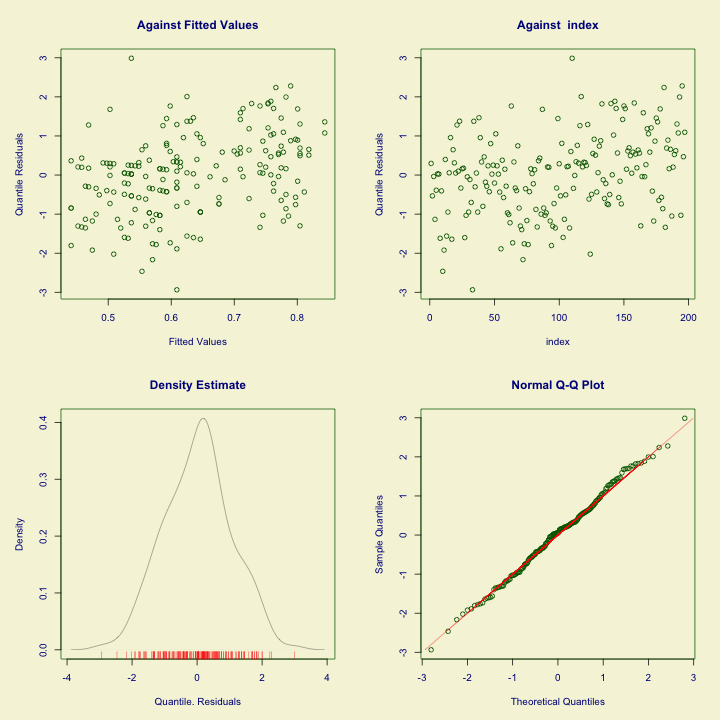 Against Fitted Values
Quantile Residuals
3
2
1
0
-1
-2
-3
0.5 0.6 0.7 0.8
Fitted Values
Against index
Quantile Residuals
3
2
1
0
-1
-2
-3
0 50 100 150 200
index
Density Estimate
Density
0.4
0.3
0.2
0.1
0.0
-4 -2 0 2 4
Quantile. Residuals
Normal Q-Q Plot
Sample Quantiles
3
2
1
0
-1
-2
-3
-3 -2 -1 0 1 2 3
Theoretical Quantiles